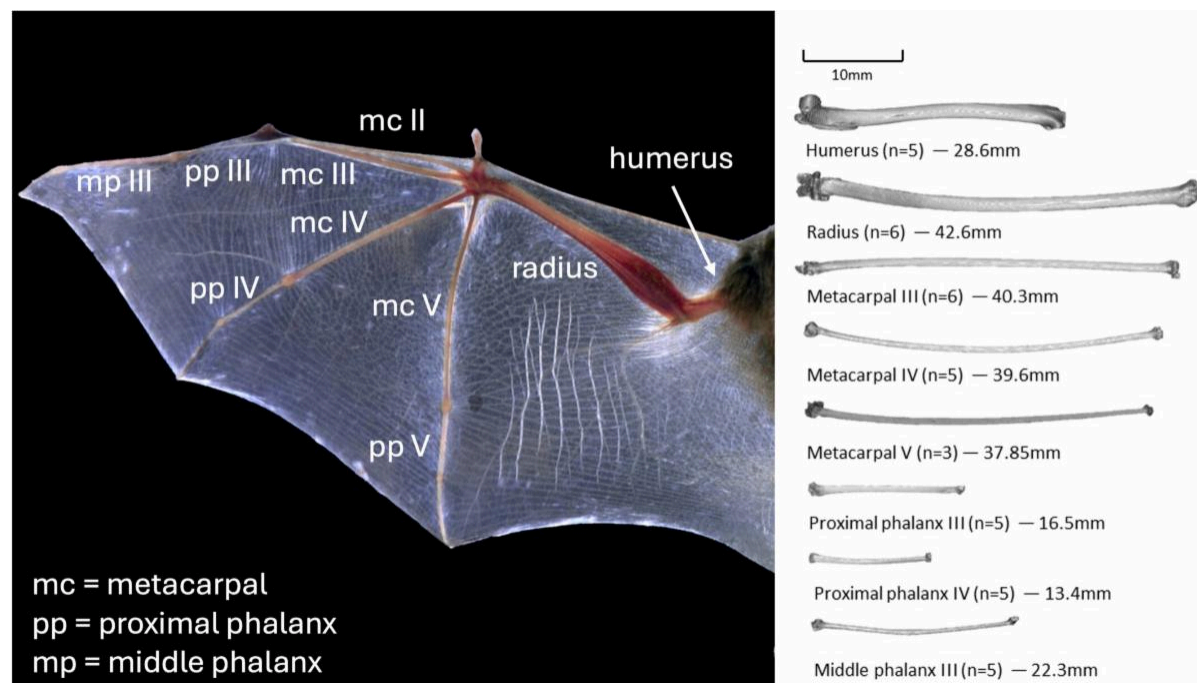 mc II
humerus
mp III
pp III
mc III
mc IV
radius
pp IV
mc V
pp V
mc = metacarpal
pp = proximal phalanx
mp = middle phalanx
10mm
Humerus (n=5) — 28.6mm
Radius (n=6) — 42.6mm
Metacarpal III (n=6) — 40.3mm
Metacarpal IV (n=5) — 39.6mm
Metacarpal V (n=3) — 37.85mm
Proximal phalanx III (n=5) — 16.5mm
Proximal phalanx IV (n=5) — 13.4mm
Middle phalanx III (n=5) — 22.3mm